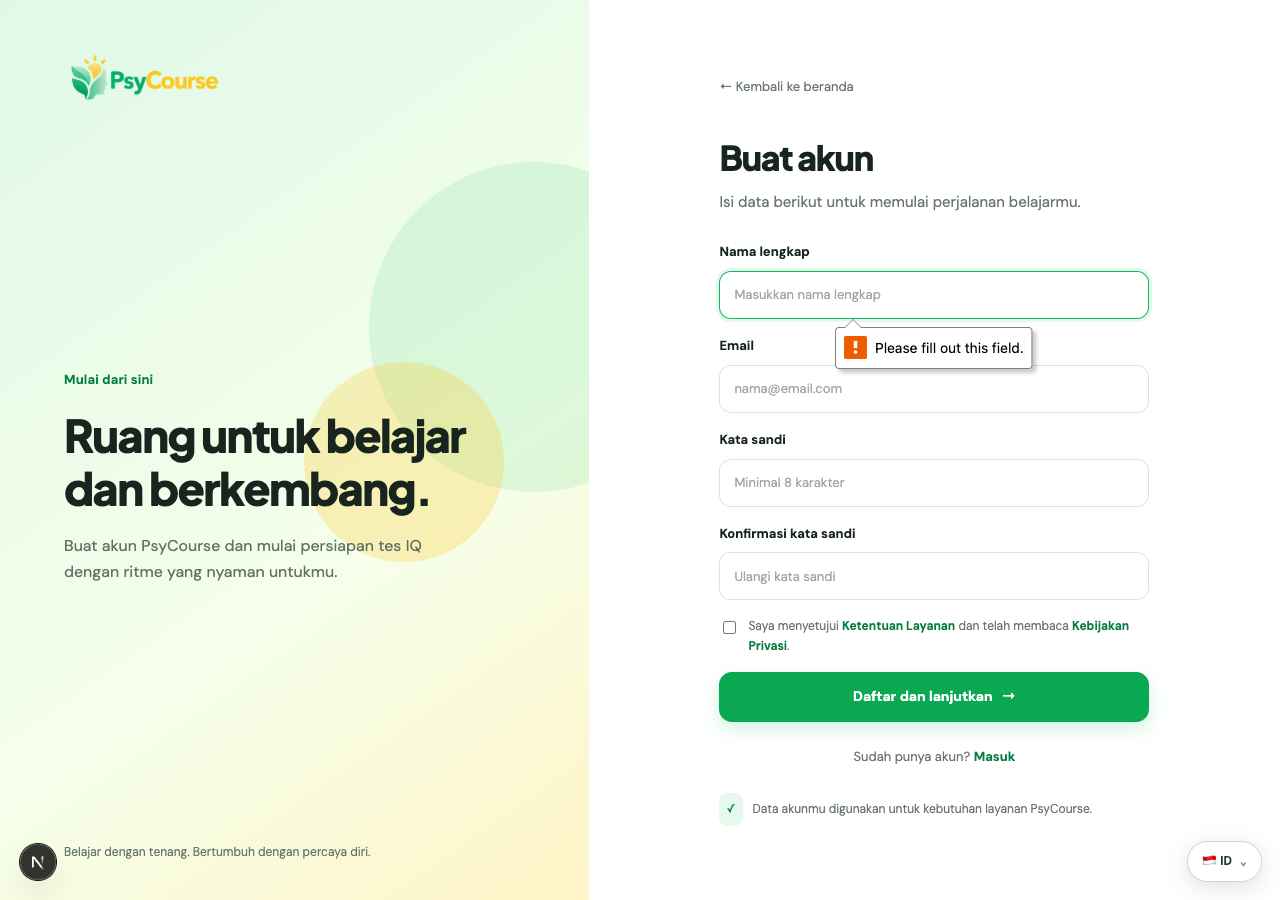 PsyCourse
Mulai dari sini
Ruang untuk belajar
dan berkembang.
Buat akun PsyCourse dan mulai persiapan tes IQ
dengan ritme yang nyaman untukmu.
Belajar dengan tenang. Bertumbuh dengan percaya diri.
N
← Kembali ke beranda
Buat akun
Isi data berikut untuk memulai perjalanan belajarmu.
Nama lengkap
Masukkan nama lengkap
Please fill out this field.
Email
nama@email.com
Kata sandi
Minimal 8 karakter
Konfirmasi kata sandi
Ulangi kata sandi
Saya menyetujui Ketentuan Layanan dan telah membaca Kebijakan
Privasi.
Daftar dan lanjutkan →
Sudah punya akun? Masuk
✓ Data akunmu digunakan untuk kebutuhan layanan PsyCourse.
ID